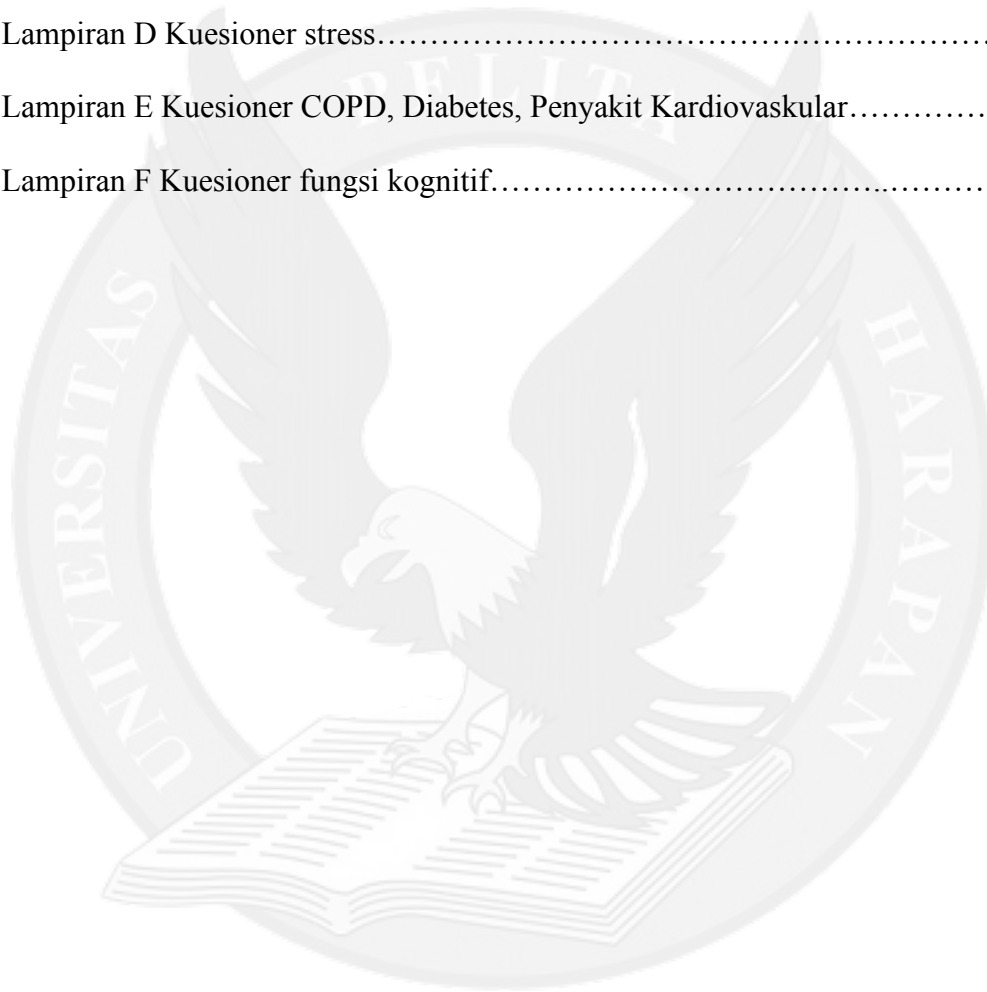 Lampiran D Kuesioner stress……………………………………………………………
Lampiran E Kuesioner COPD, Diabetes, Penyakit Kardiovaskular…………..
Lampiran F Kuesioner fungsi kognitif……………………………..………
UNIVERSITAS PELITA HARAPAN